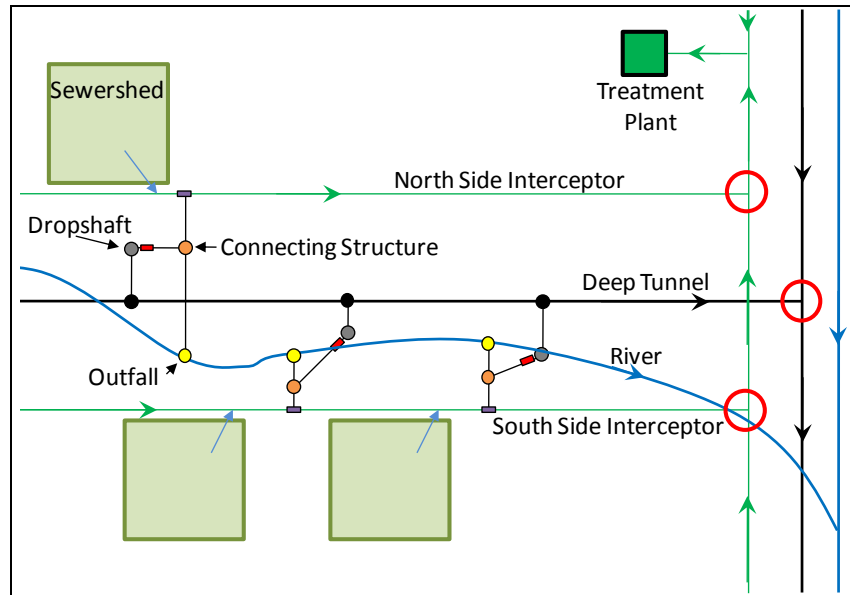 Sewershed
Treatment
Plant
North Side Interceptor
Dropshaft
Connecting Structure
Deep Tunnel
River
Outfall
South Side Interceptor